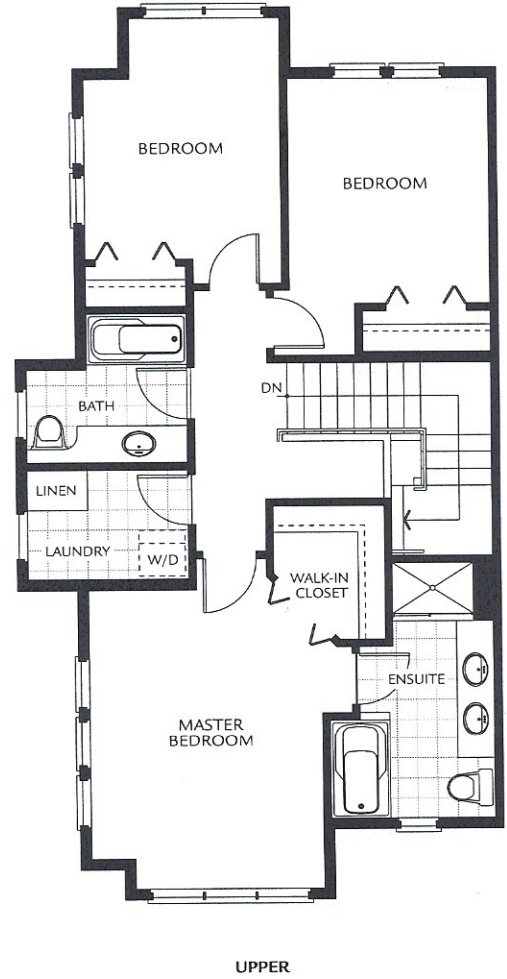 BEDROOM
BEDROOM
DN
BATH
LINEN
LAUNDRY
W/D
WALK-IN
CLOSET
ENSUITE
MASTER
BEDROOM
UPPER